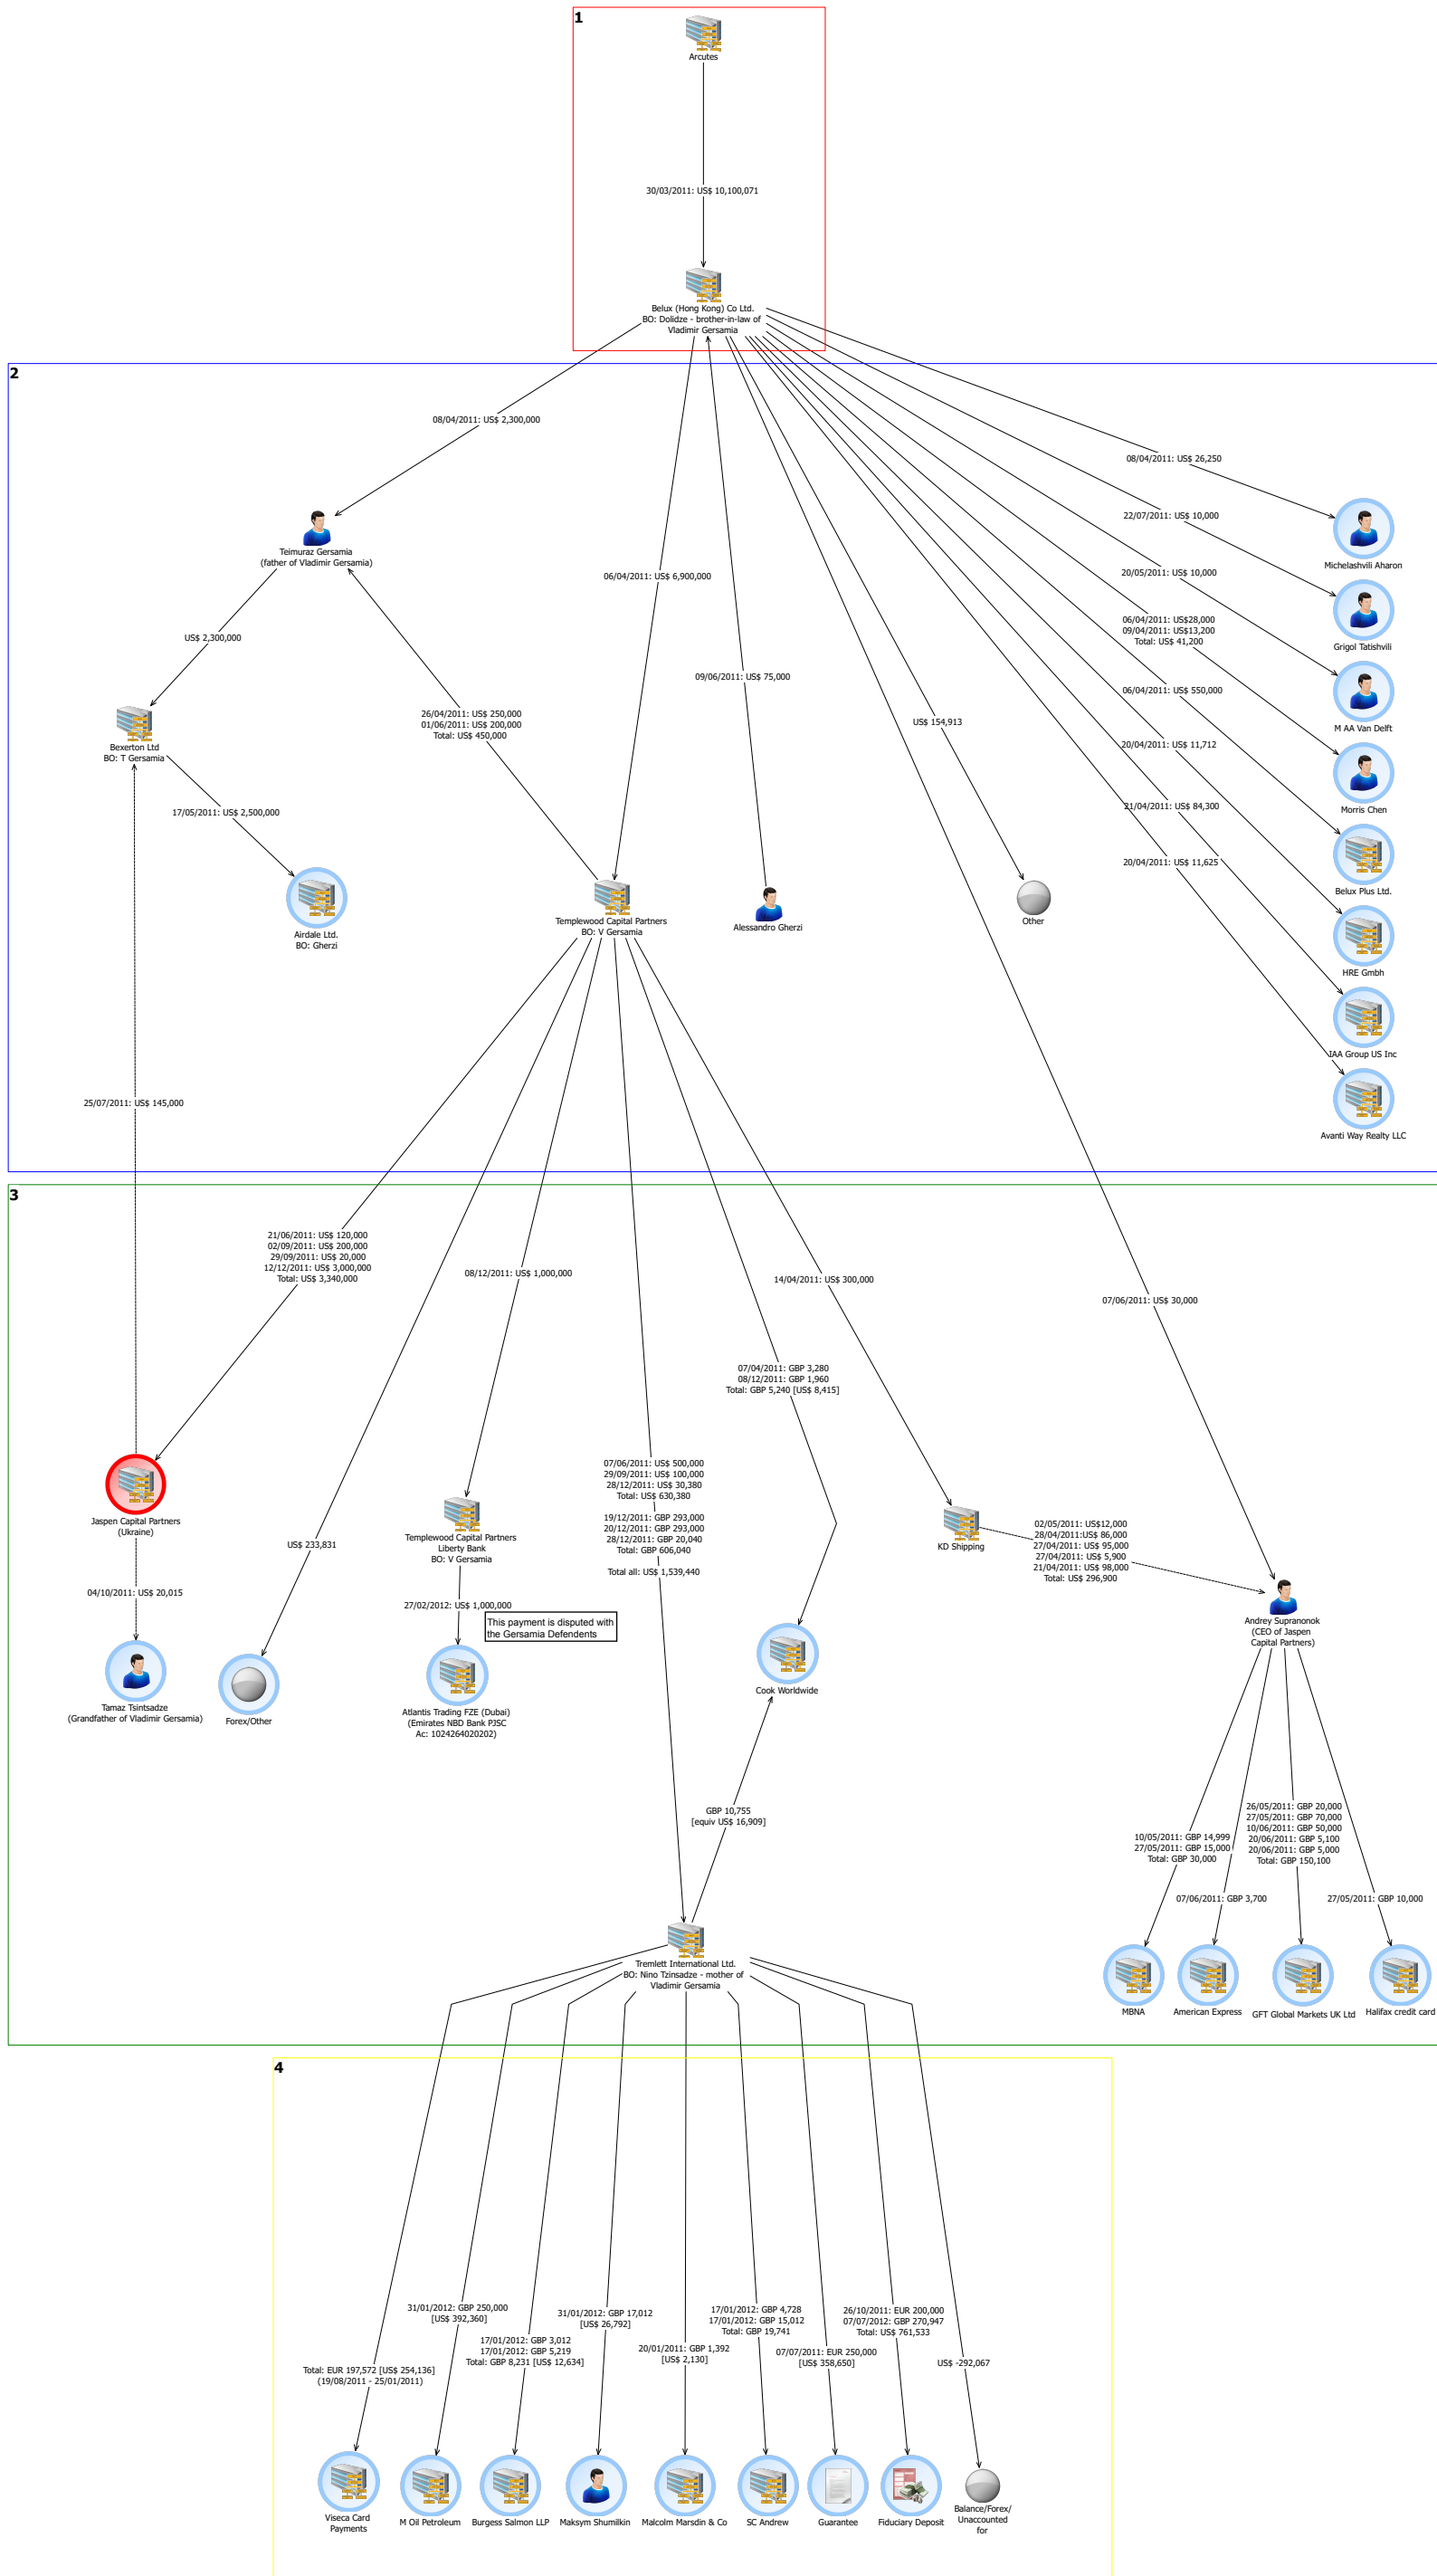 1
Arcutes
30/03/2011: US$ 10,100,071
Belux (Hong Kong) Co Ltd.
BO: Dolidze - brother-in-law of
Vladimir Gersamia
2
08/04/2011: US$ 2,300,000
08/04/2011: US$ 26,250
22/07/2011: US$ 10,000
Michelashvili Aharon
Teimuraz Gersamia
(father of Vladimir Gersamia)
06/04/2011: US$ 6,900,000
20/05/2011: US$ 10,000
06/04/2011: US$28,000
09/04/2011: US$13,200
Total: US$ 41,200
Grigol Tatishvili
US$ 2,300,000
09/06/2011: US$ 75,000
06/04/2011: US$ 550,000
26/04/2011: US$ 250,000
01/06/2011: US$ 200,000
Total: US$ 450,000
US$ 154,913
M AA Van Delft
Bexerton Ltd
BO: T Gersamia
20/04/2011: US$ 11,712
17/05/2011: US$ 2,500,000
21/04/2011: US$ 84,300
Morris Chen
20/04/2011: US$ 11,625
Belux Plus Ltd.
Airdale Ltd.
BO: Gherzi
Templewood Capital Partners
BO: V Gersamia
Alessandro Gherzi
Other
HRE Gmbh
IAA Group US Inc
25/07/2011: US$ 145,000
Avanti Way Realty LLC
3
21/06/2011: US$ 120,000
02/09/2011: US$ 200,000
29/09/2011: US$ 20,000
12/12/2011: US$ 3,000,000
Total: US$ 3,340,000
08/12/2011: US$ 1,000,000
14/04/2011: US$ 300,000
07/06/2011: US$ 30,000
07/04/2011: GBP 3,280
08/12/2011: GBP 1,960
Total: GBP 5,240 [US$ 8,415]
07/06/2011: US$ 500,000
29/09/2011: US$ 100,000
28/12/2011: US$ 30,380
Total: US$ 630,380
19/12/2011: GBP 293,000
20/12/2011: GBP 293,000
28/12/2011: GBP 20,040
Total: GBP 606,040
Total all: US$ 1,539,440
Jaspen Capital Partners
(Ukraine)
US$ 233,831
Templewood Capital Partners
Liberty Bank
BO: V Gersamia
KD Shipping
02/05/2011: US$12,000
28/04/2011:US$ 86,000
27/04/2011: US$ 95,000
27/04/2011: US$ 5,900
21/04/2011: US$ 98,000
Total: US$ 296,900
04/10/2011: US$ 20,015
27/02/2012: US$ 1,000,000
This payment is disputed with
the Gersamia Defendents
Andrey Supranonok
(CEO of Jaspen
Capital Partners)
Tamaz Tsintsadze
(Grandfather of Vladimir Gersamia)
Forex/Other
Atlantis Trading FZE (Dubai)
(Emirates NBD Bank PJSC
Ac: 1024264020202)
Cook Worldwide
GBP 10,755
[equiv US$ 16,909]
10/05/2011: GBP 14,999
27/05/2011: GBP 15,000
Total: GBP 30,000
26/05/2011: GBP 20,000
27/05/2011: GBP 70,000
10/06/2011: GBP 50,000
20/06/2011: GBP 5,100
20/06/2011: GBP 5,000
Total: GBP 150,100
07/06/2011: GBP 3,700
27/05/2011: GBP 10,000
Tremlett International Ltd.
BO: Nino Tzinsadze - mother of
Vladimir Gersamia
MBNA
American Express
GFT Global Markets UK Ltd
Halifax credit card
4
Total: EUR 197,572 [US$ 254,136]
(19/08/2011 - 25/01/2011)
31/01/2012: GBP 250,000
[US$ 392,360]
17/01/2012: GBP 3,012
17/01/2012: GBP 5,219
Total: GBP 8,231 [US$ 12,634]
31/01/2012: GBP 17,012
[US$ 26,792]
20/01/2011: GBP 1,392
[US$ 2,130]
17/01/2012: GBP 4,728
17/01/2012: GBP 15,012
Total: GBP 19,741
07/07/2011: EUR 250,000
[US$ 358,650]
26/10/2011: EUR 200,000
07/07/2012: GBP 270,947
Total: US$ 761,533
US$ -292,067
Viseca Card
Payments
M Oil Petroleum
Burgess Salmon LLP
Maksym Shumilkin
Malcolm Marsdin & Co
SC Andrew
Guarantee
Fiduciary Deposit
Balance/Forex/
Unaccounted
for